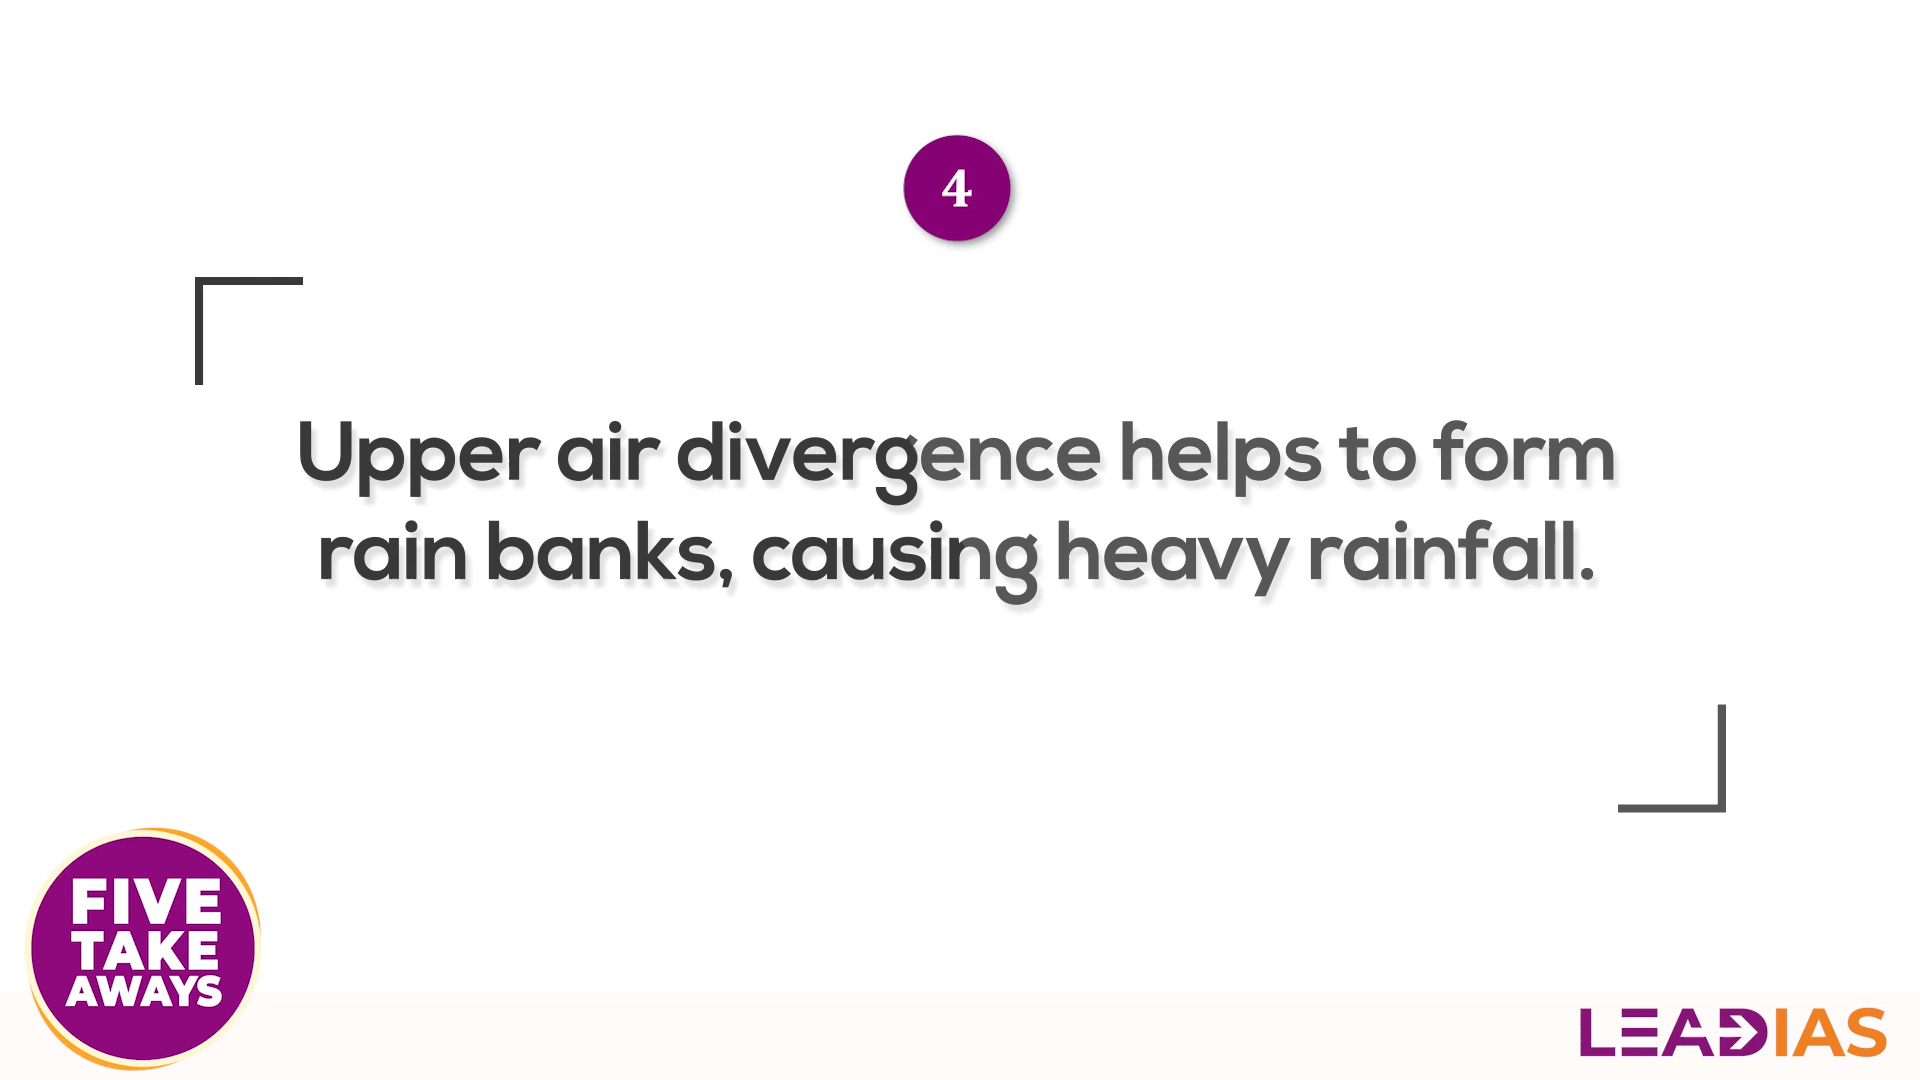 4
Upper air divergence helps to form
rain banks, causing heavy rainfall.
FIVE
TAKE
AWAYS
LEADIAS